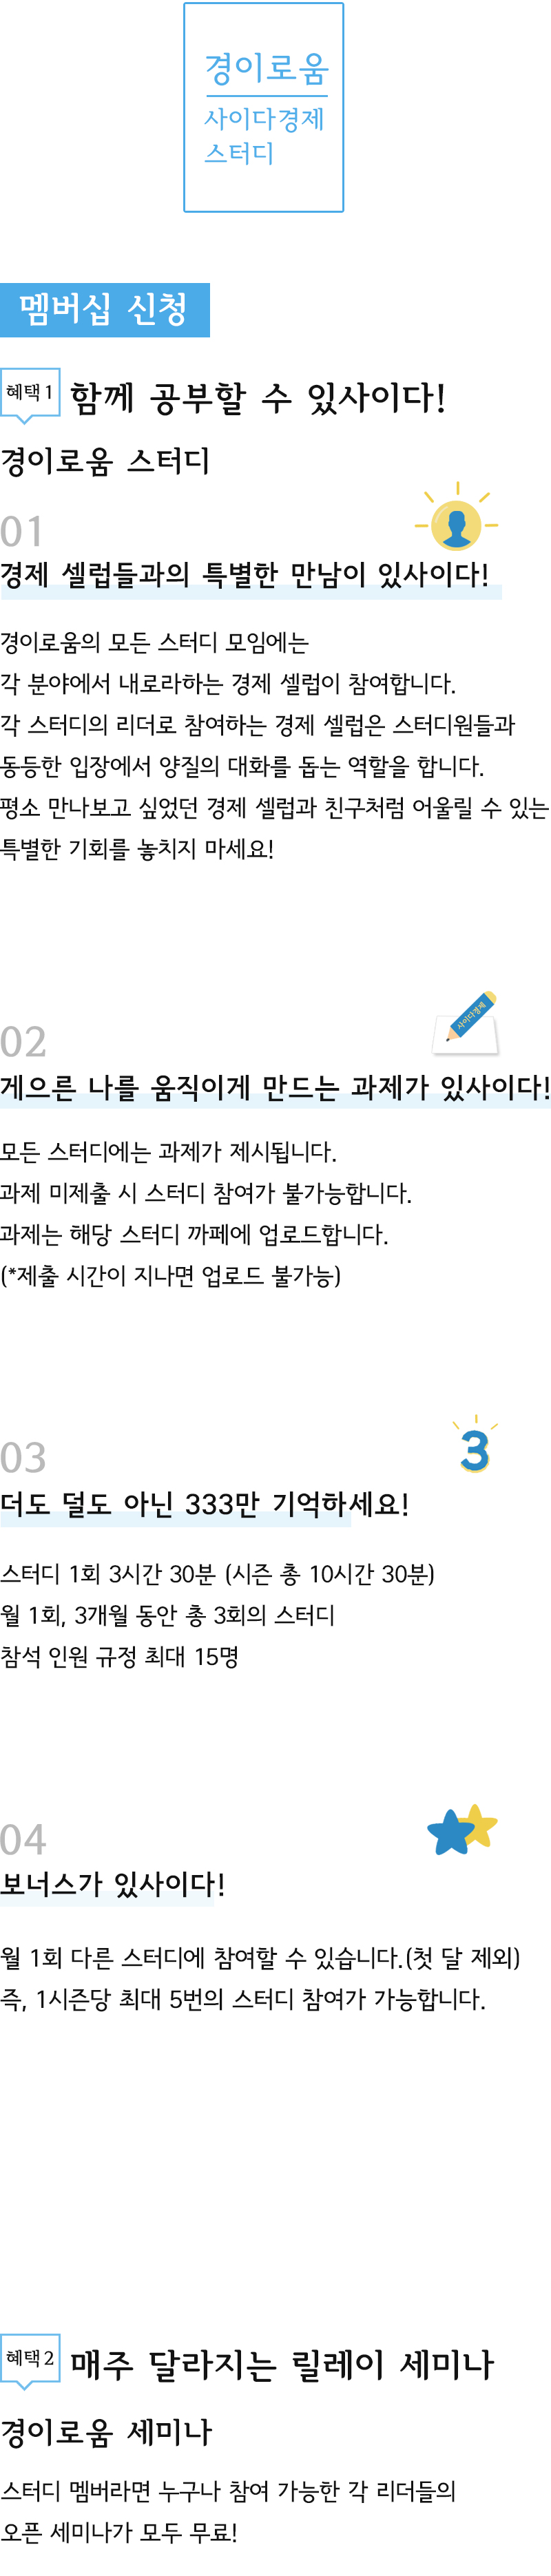 경이로움
사이다경제
스터디
멤버십 신청
혜택 1
함께 공부할 수 있사이다!
경이로움 스터디
01
경제 셀럽들과의 특별한 만남이 있사이다!
경이로움의 모든 스터디 모임에는
각 분야에서 내로라하는 경제 셀럽이 참여합니다.
각 스터디의 리더로 참여하는 경제 셀럽은 스터디원들과
동등한 입장에서 양질의 대화를 돕는 역할을 합니다.
평소 만나보고 싶었던 경제 셀럽과 친구처럼 어울릴 수 있는
특별한 기회를 놓치지 마세요!
02
사이다경제
게으른 나를 움직이게 만드는 과제가 있사이다!
모든 스터디에는 과제가 제시됩니다.
과제 미제출 시 스터디 참여가 불가능합니다.
과제는 해당 스터디 까페에 업로드합니다.
(*제출 시간이 지나면 업로드 불가능)
03
3
더도 덜도 아닌 333만 기억하세요!
스터디 1회 3시간 30분 (시즌 총 10시간 30분)
월 1회, 3개월 동안 총 3회의 스터디
참석 인원 규정 최대 15명
04
보너스가 있사이다!
월 1회 다른 스터디에 참여할 수 있습니다.(첫 달 제외)
즉, 1시즌당 최대 5번의 스터디 참여가 가능합니다.
혜택 2
매주 달라지는 릴레이 세미나
경이로움 세미나
스터디 멤버라면 누구나 참여 가능한 각 리더들의
오픈 세미나가 모두 무료!